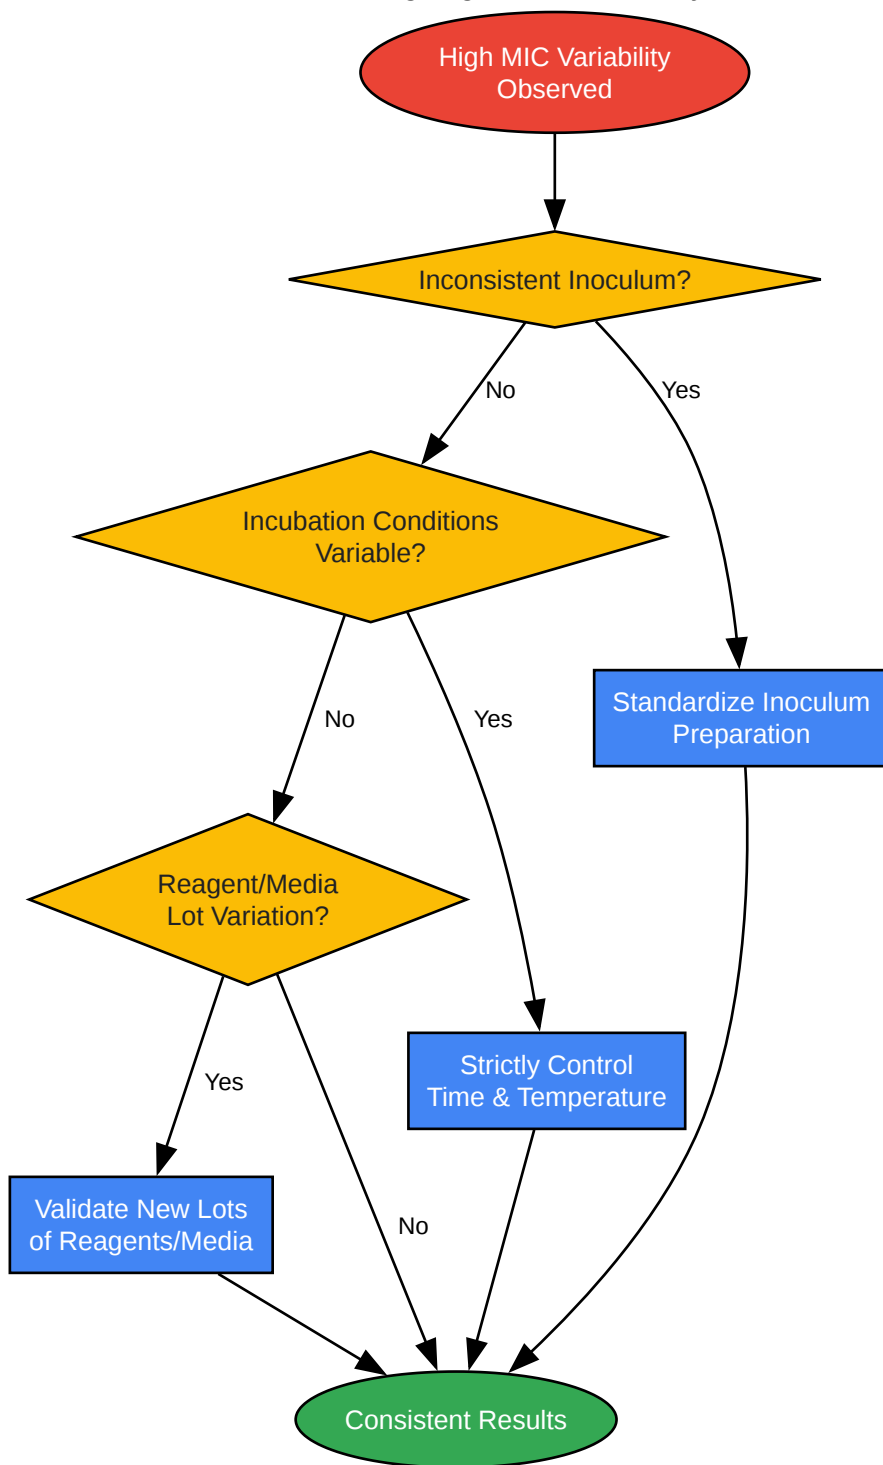 High MIC Variability
Observed
Inconsistent Inoculum?
No
Yes
Incubation Conditions
Variable?
Standardize Inoculum
Preparation
No
Yes
Reagent/Media
Lot Variation?
Strictly Control
Time & Temperature
Yes
Validate New Lots
of Reagents/Media
No
Consistent Results